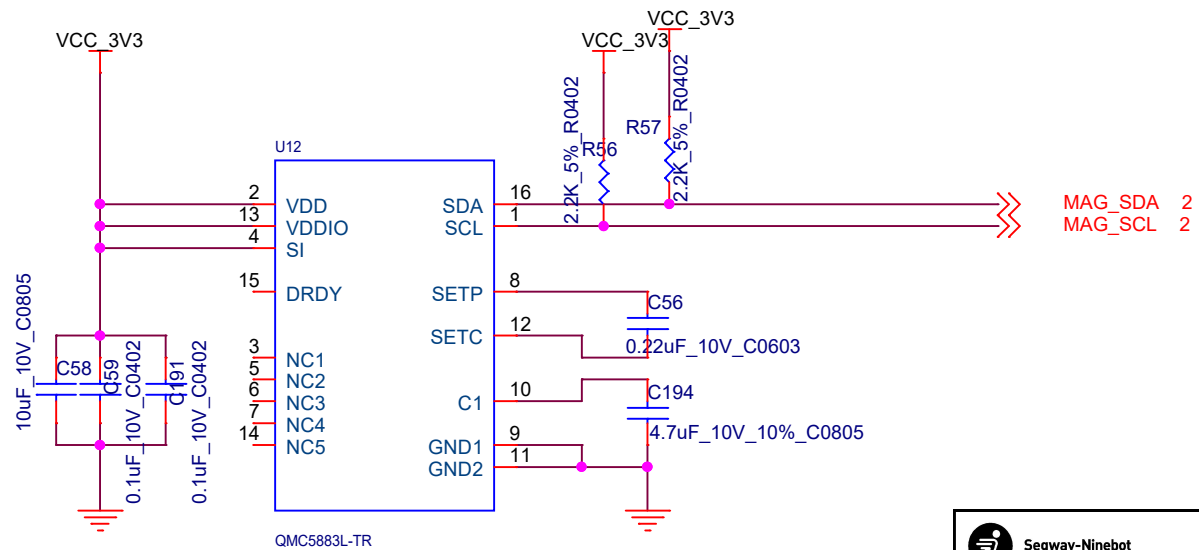 VCC_3V3
VCC_3V3
VCC_3V3
2.2K_5%_R0402
R56
R57
2.2K_5%_R0402
U12
2 VDD
13 VDDIO
4 SI
15 DRDY
3 NC1
5 NC2
6 NC3
7 NC4
14 NC5
SDA 16
SCL 1
SETP 8
SETC 12
C1 10
GND1 9
GND2 11
MAG_SDA 2
MAG_SCL 2
C56
0.22uF_10V_C0603
C194
4.7uF_10V_10%_C0805
10uF_10V_C0805
C58
C59
0.1uF_10V_C0402
C191
0.1uF_10V_C0402
QMC5883L-TR
Segway-Ninebot